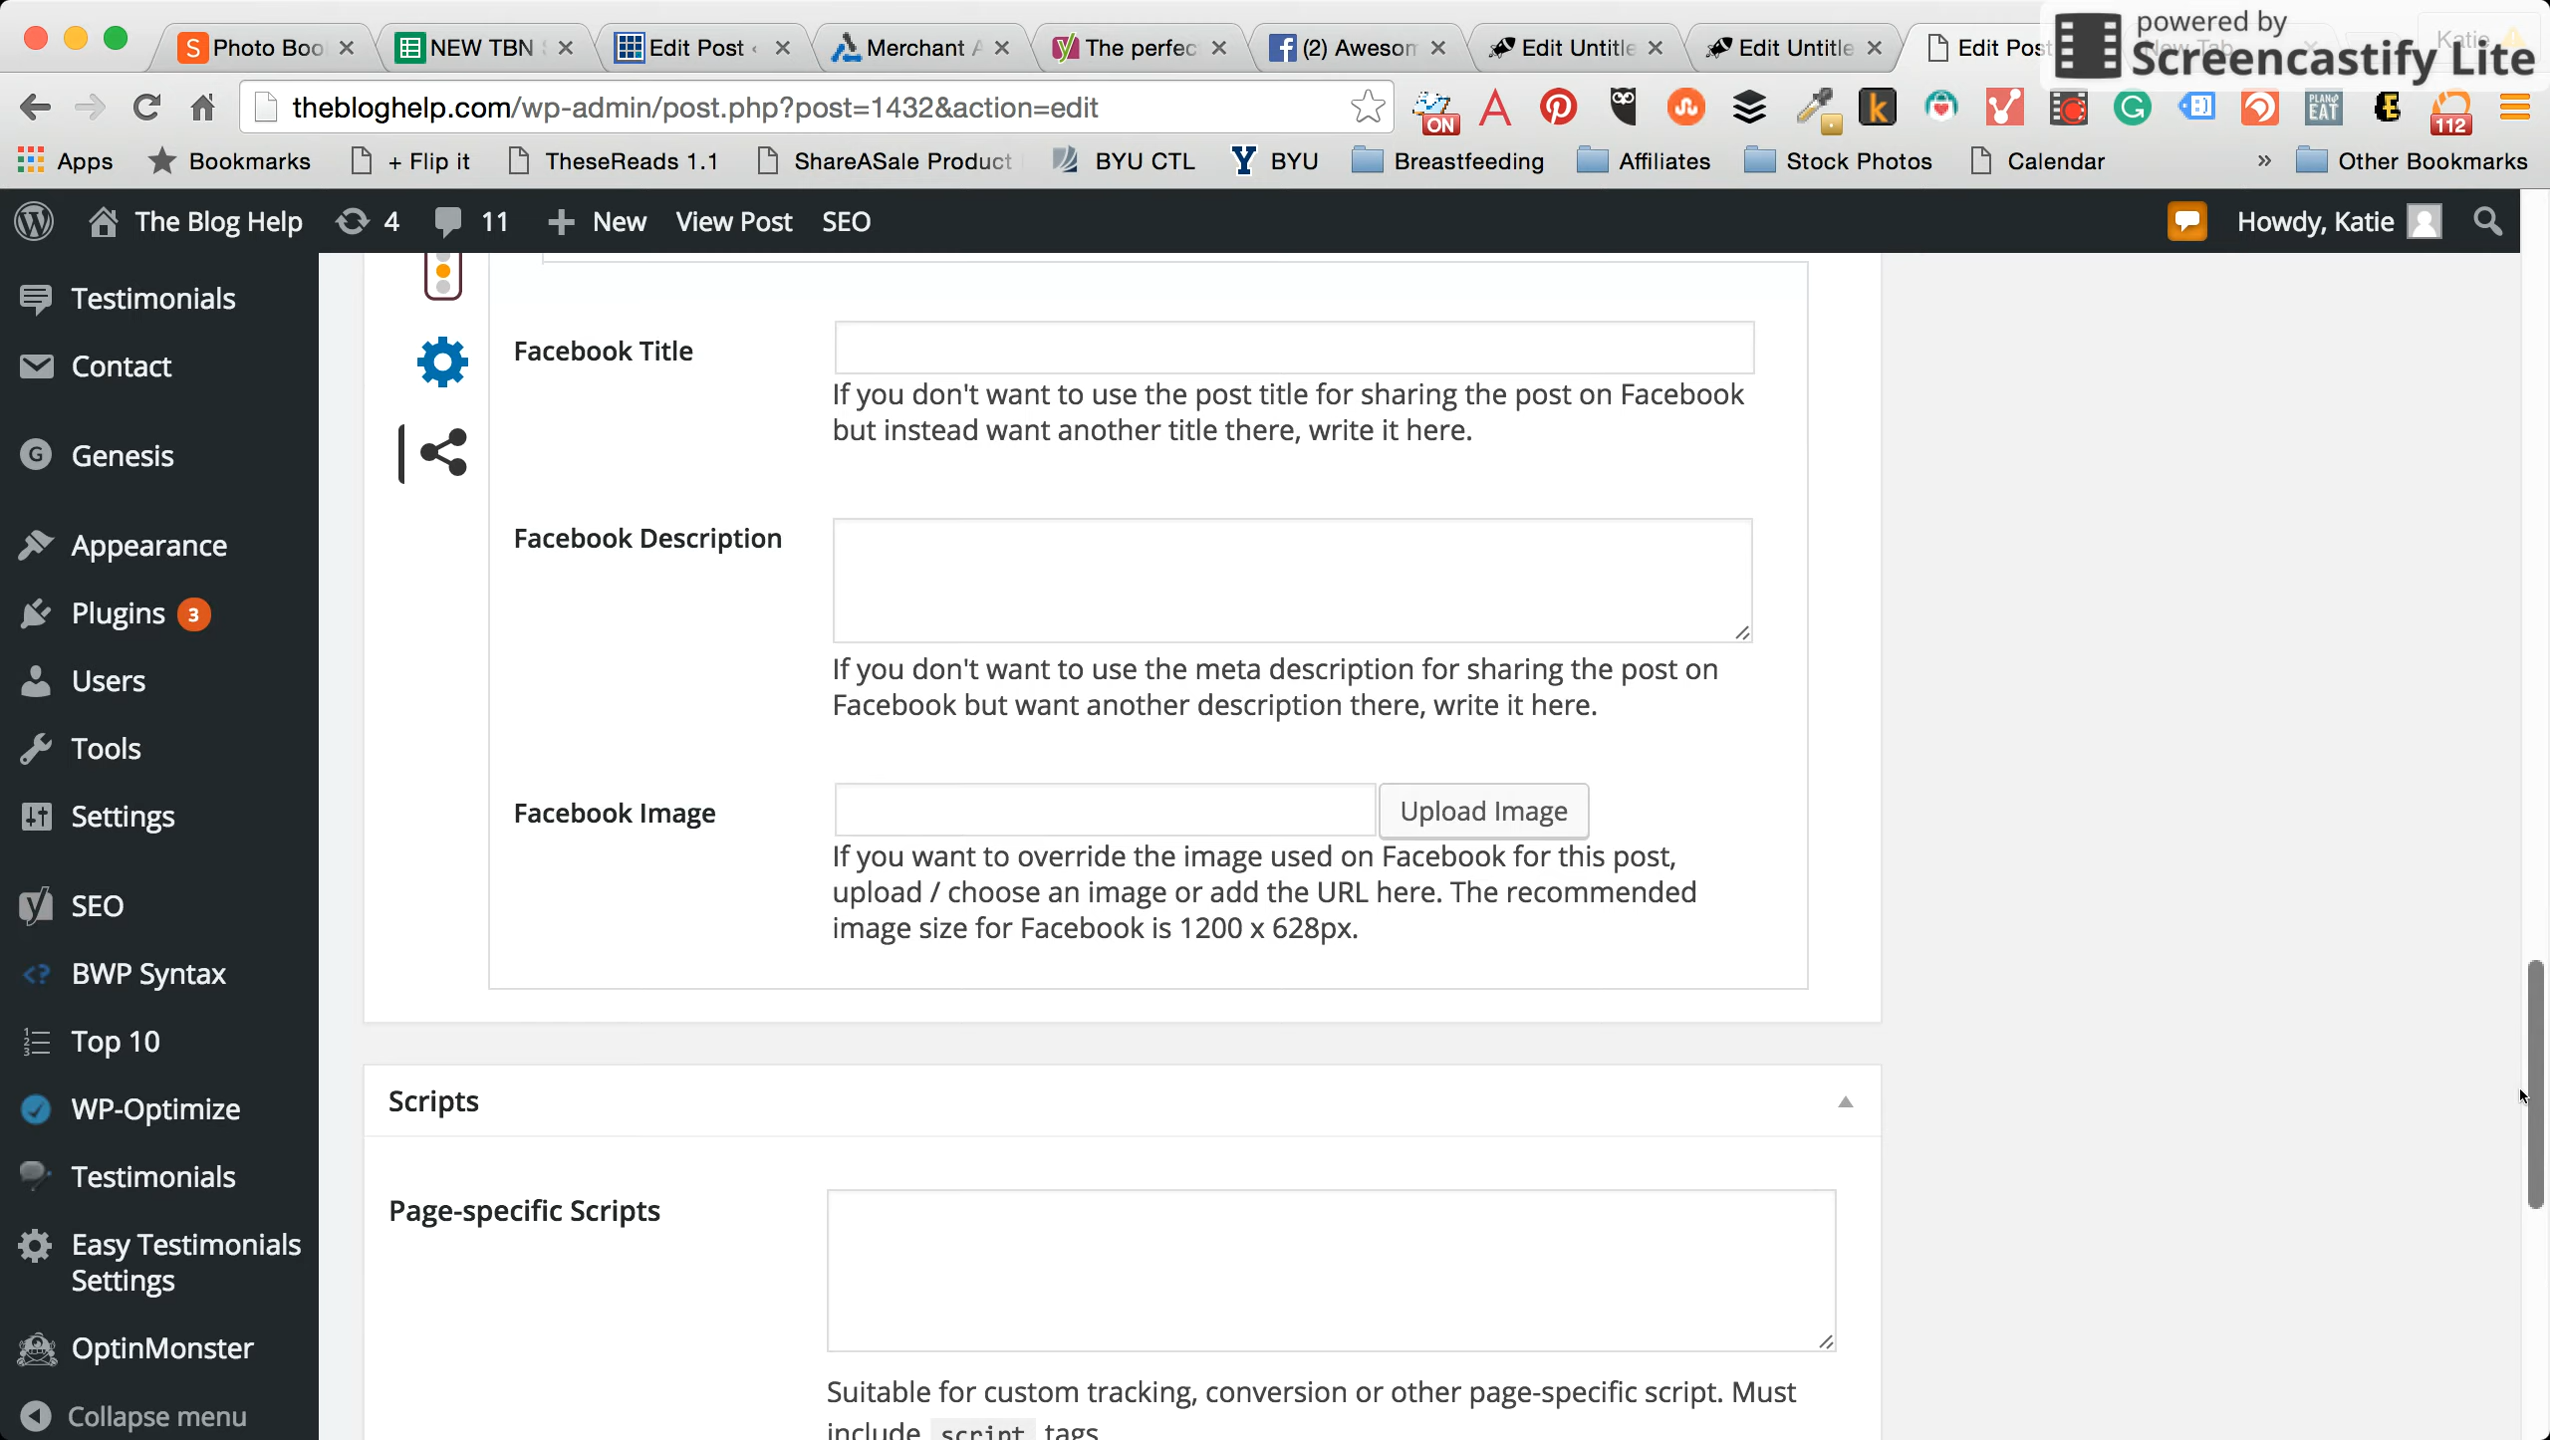 Photo Boo
NEW TBN
Edit Post
Merchant A
The perfec
(2) Awesom
Edit Untitle
Edit Untitle
Edit Pos
New Tab
Katie
powered by
Screencastify Lite
thebloghelp.com/wp-admin/post.php?post=1432&action=edit
ON
PLAN EAT
112
Apps
Bookmarks
+ Flip it
TheseReads 1.1
ShareASale Product
BYU CTL
BYU
Breastfeeding
Affiliates
Stock Photos
Calendar
»
Other Bookmarks
The Blog Help
4
11
New
View Post
SEO
Howdy, Katie
Testimonials
Contact
Genesis
Appearance
Plugins 3
Users
Tools
Settings
SEO
BWP Syntax
Top 10
WP-Optimize
Testimonials
Easy Testimonials
Settings
OptinMonster
Collapse menu
Facebook Title
If you don't want to use the post title for sharing the post on Facebook
but instead want another title there, write it here.
Facebook Description
If you don't want to use the meta description for sharing the post on
Facebook but want another description there, write it here.
Facebook Image
Upload Image
If you want to override the image used on Facebook for this post,
upload / choose an image or add the URL here. The recommended
image size for Facebook is 1200 x 628px.
Scripts
Page-specific Scripts
Suitable for custom tracking, conversion or other page-specific script. Must
include script tags